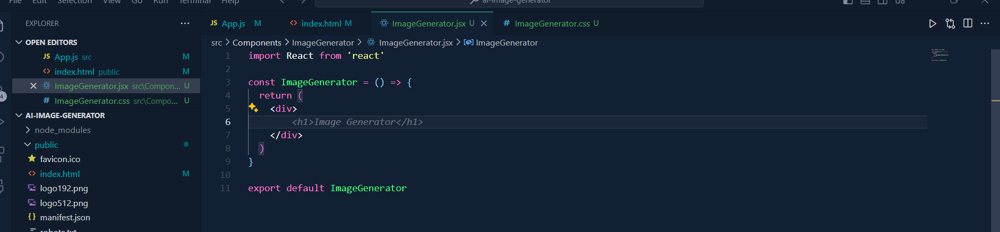 File Edit Selection View Go Run Terminal Help
ai-image-generator
EXPLORER
OPEN EDITORS
App.js src M
index.html public M
ImageGenerator.jsx src\Compon... U
ImageGenerator.css src\Compo... U
4
AI-IMAGE-GENERATOR
node_modules
public
favicon.ico
index.html M
logo192.png
logo512.png
manifest.json
robots.txt
App.js M
index.html M
ImageGenerator.jsx U
ImageGenerator.css U
src > Components > ImageGenerator > ImageGenerator.jsx > ImageGenerator
1 import React from 'react'
2
3 const ImageGenerator = () => {
4 return (
5 <div>
6 <h1>Image Generator</h1>
7 </div>
8 )
9 }
10
11 export default ImageGenerator